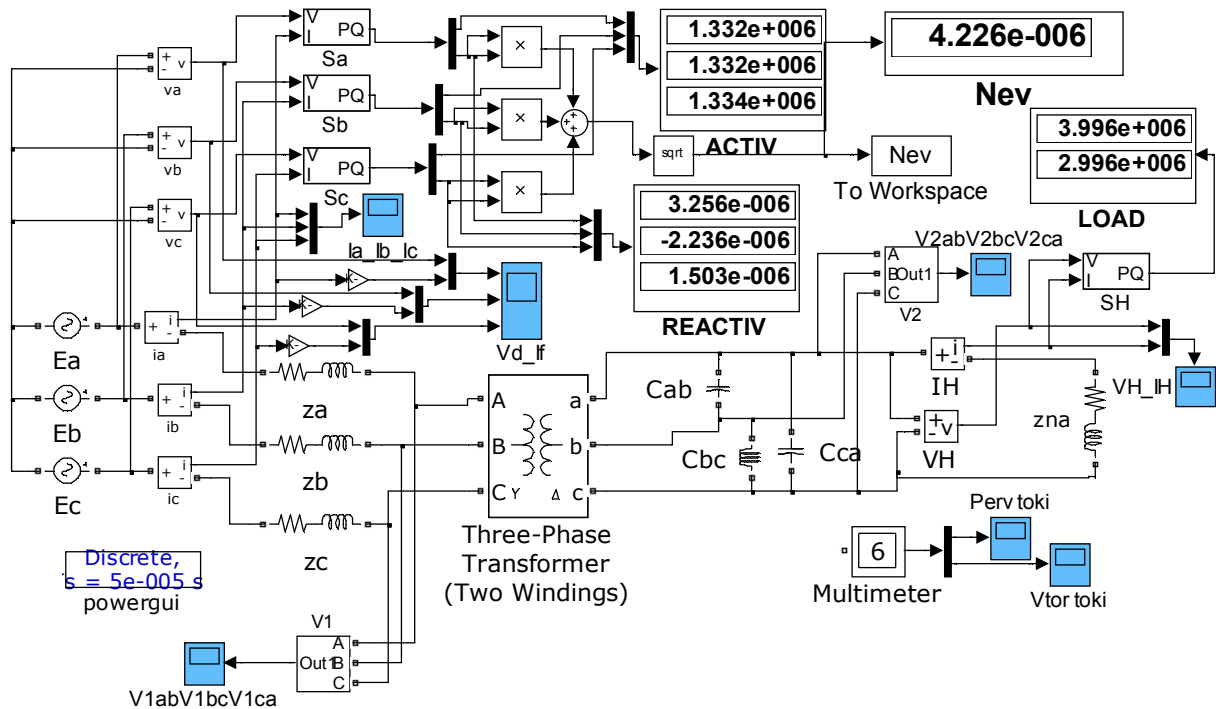 V
I
PQ
Sa
V
I
PQ
Sb
V
I
PQ
Sc
+
-
v
va
+
-
v
vb
+
-
v
vc
×
×
×
+
+
+
sqrt
1.332e+006
1.332e+006
1.334e+006
ACTIV
4.226e-006
Nev
Nev
To Workspace
3.996e+006
2.996e+006
LOAD
3.256e-006
-2.236e-006
1.503e-006
REACTIV
Ia_Ib_Ic
K-
K-
K-
Vd_If
A
B
C
Out1
V2
V2abV2bcV2ca
V
I
PQ
SH
Ea
Eb
Ec
+
i
-
ia
+
i
-
ib
+
i
-
ic
za
zb
zc
A
B
C
Y
Δ
a
b
c
Three-Phase
Transformer
(Two Windings)
Cab
Cbc
Cca
+
i
-
IH
+
-
v
VH
zna
VH_IH
Discrete,
s = 5e-005 s
powergui
6
Multimeter
Perv toki
Vtor toki
V1
A
B
C
Out1
V1abV1bcV1ca